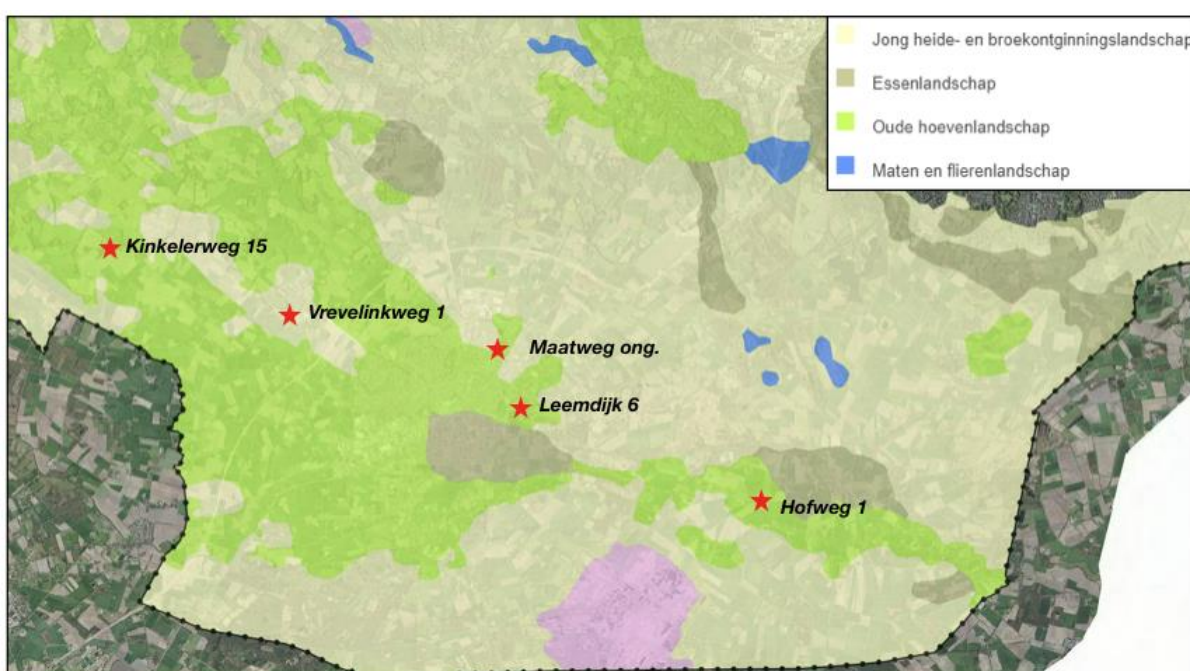 Jong heide- en broekontginningslandschap
Essenlandschap
Oude hoevenlandschap
Maten en flierenlandschap
Kinkelerweg 15
Vrevelinkweg 1
Maatweg ong.
Leemdijk 6
Hofweg 1